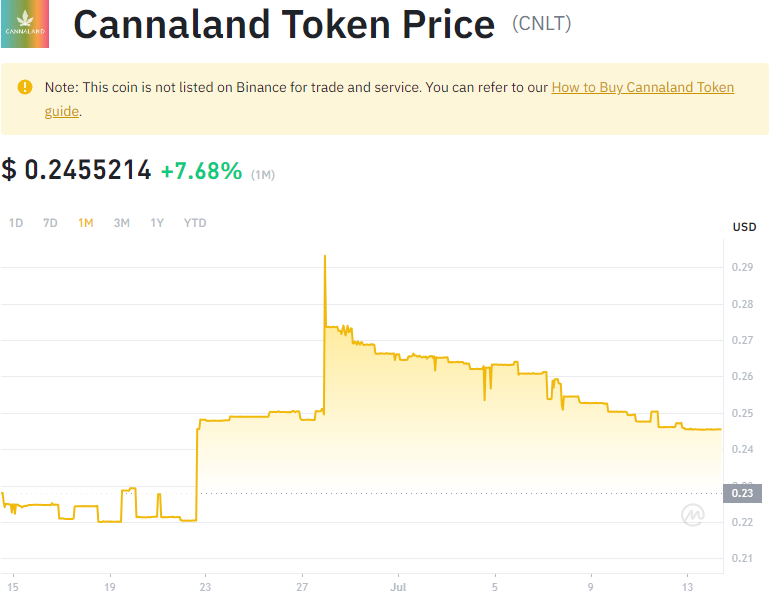 CANNALAND
Cannaland Token Price (CNLT)
Note: This coin is not listed on Binance for trade and service. You can refer to our How to Buy Cannaland Token
guide.
$ 0.2455214 +7.68% (1M)
1D 7D 1M 3M 1Y YTD
USD
0.29
0.28
0.27
0.26
0.25
0.24
0.23
0.23
0.22
0.21
15 19 23 27 Jul 5 9 13